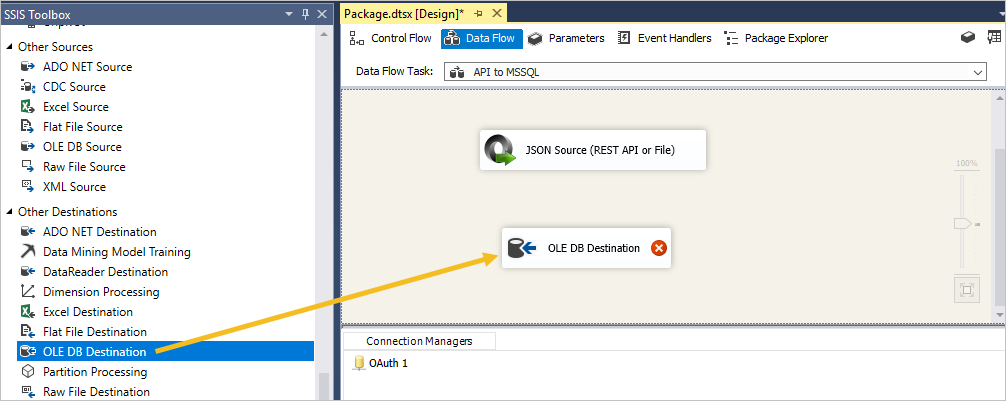 SSIS Toolbox
Other Sources
ADO NET Source
CDC Source
Excel Source
Flat File Source
OLE DB Source
Raw File Source
XML Source
Other Destinations
ADO NET Destination
Data Mining Model Training
DataReader Destination
Dimension Processing
Excel Destination
Flat File Destination
OLE DB Destination
Partition Processing
Raw File Destination
Package.dtsx [Design]*
Control Flow
Data Flow
Parameters
Event Handlers
Package Explorer
Data Flow Task:
API to MSSQL
JSON Source (REST API or File)
100%
OLE DB Destination
Connection Managers
OAuth 1